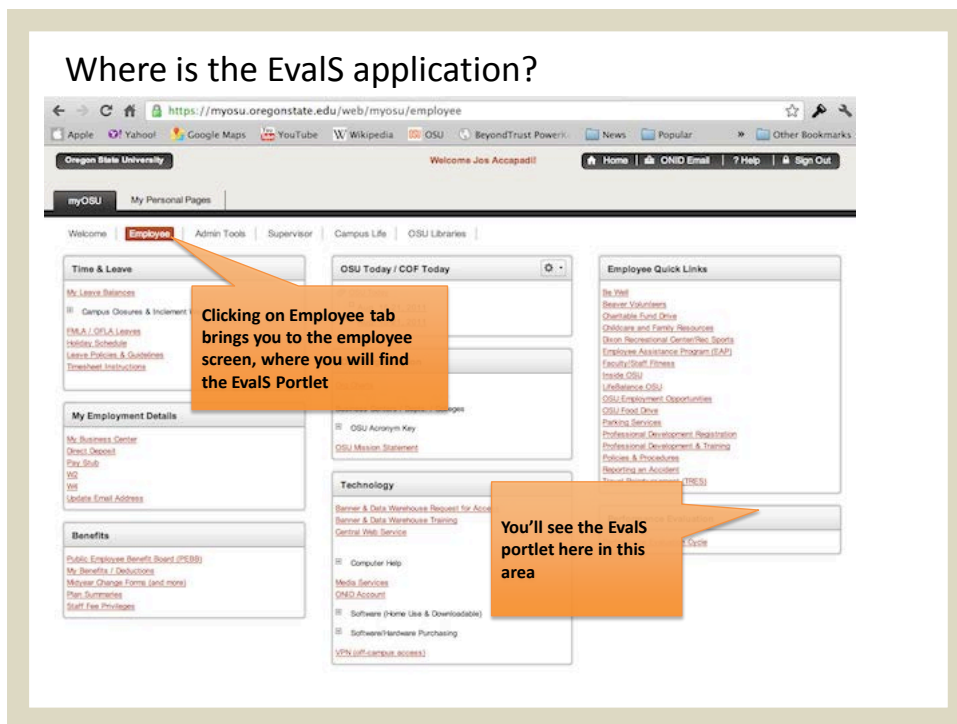 Where is the EvalS application?
https://myosu.oregonstate.edu/web/myosu/employee
Apple Yahoo! Google Maps YouTube Wikipedia OSU BeyondTrust News Popular » Other Bookmarks
Oregon State University Welcome Jos Accapadi! Home | ONID Email | ? Help | Sign Out
myOSU My Personal Pages
Welcome Employee Admin Tools Supervisor Campus Life OSU Libraries
Time & Leave
My Leave Balances
Campus Closures & Inclement
FMLA / OFLA Leaves
Holiday Schedule
Leave Policies & Guidelines
Timesheet Instructions
My Employment Details
My Business Center
Direct Deposit
Pay Stub
W2
W4
Update Email Address
Benefits
Public Employee Benefit Board (PEBB)
My Benefits / Deductions
Midyear Change Forms (and more)
Plan Summaries
Staff Fee Privileges
Clicking on Employee tab
brings you to the employee
screen, where you will find
the EvalS Portlet
OSU Today / COF Today
OSU Acronym Key
OSU Mission Statement
Technology
Banner & Data Warehouse Request for
Banner & Data Warehouse Training
Central Web Service
Computer Help
Media Services
ONID Account
Software (Home Use & Downloadable)
Software/Hardware Purchasing
VPN (off-campus access)
Employee Quick Links
Be Well
Beaver Volunteers
Charitable Fund Drive
Childcare and Family Resources
Dixon Recreational Center/Rec Sports
Employee Assistance Program (EAP)
Faculty/Staff Fitness
Inside OSU
LifeBalance OSU
OSU Employment Opportunities
OSU Food Drive
Parking Services
Professional Development Registration
Professional Development & Training
Policies & Procedures
Reporting an Accident
(TRES)
Cycle
You'll see the EvalS
portlet here in this
area